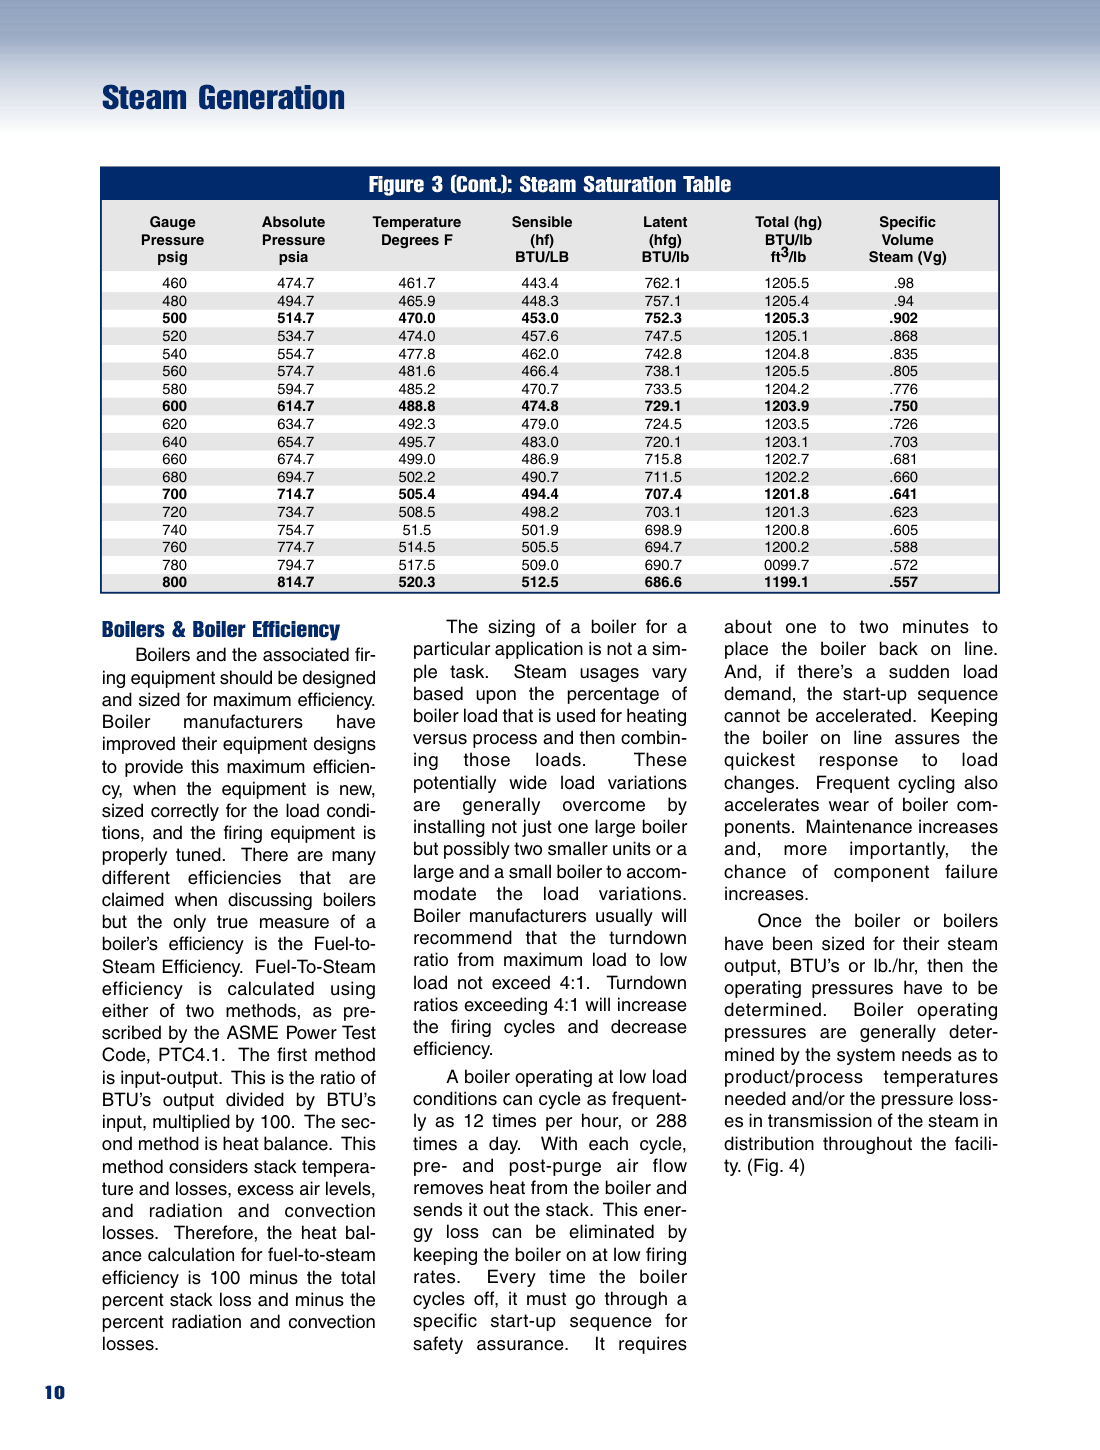 Steam Generation
Figure 3 (Cont.): Steam Saturation Table
Gauge Absolute Temperature Sensible Latent Total (hg) Specific
Pressure Pressure Degrees F (hf) (hfg) BTU/lb Volume
psig psia BTU/LB BTU/lb ft3/lb Steam (Vg)
460 474.7 461.7 443.4 762.1 1205.5 .98
480 494.7 465.9 448.3 757.1 1205.4 .94
500 514.7 470.0 453.0 752.3 1205.3 .902
520 534.7 474.0 457.6 747.5 1205.1 .868
540 554.7 477.8 462.0 742.8 1204.8 .835
560 574.7 481.6 466.4 738.1 1205.5 .805
580 594.7 485.2 470.7 733.5 1204.2 .776
600 614.7 488.8 474.8 729.1 1203.9 .750
620 634.7 492.3 479.0 724.5 1203.5 .726
640 654.7 495.7 483.0 720.1 1203.1 .703
660 674.7 499.0 486.9 715.8 1202.7 .681
680 694.7 502.2 490.7 711.5 1202.2 .660
700 714.7 505.4 494.4 707.4 1201.8 .641
720 734.7 508.5 498.2 703.1 1201.3 .623
740 754.7 51.5 501.9 698.9 1200.8 .605
760 774.7 514.5 505.5 694.7 1200.2 .588
780 794.7 517.5 509.0 690.7 0099.7 .572
800 814.7 520.3 512.5 686.6 1199.1 .557
Boilers & Boiler Efficiency
Boilers and the associated fir-
ing equipment should be designed
and sized for maximum efficiency.
Boiler manufacturers have
improved their equipment designs
to provide this maximum efficien-
cy, when the equipment is new,
sized correctly for the load condi-
tions, and the firing equipment is
properly tuned. There are many
different efficiencies that are
claimed when discussing boilers
but the only true measure of a
boiler's efficiency is the Fuel-to-
Steam Efficiency. Fuel-To-Steam
efficiency is calculated using
either of two methods, as pre-
scribed by the ASME Power Test
Code, PTC4.1. The first method
is input-output. This is the ratio of
BTU's output divided by BTU's
input, multiplied by 100. The sec-
ond method is heat balance. This
method considers stack tempera-
ture and losses, excess air levels,
and radiation and convection
losses. Therefore, the heat bal-
ance calculation for fuel-to-steam
efficiency is 100 minus the total
percent stack loss and minus the
percent radiation and convection
losses.
The sizing of a boiler for a
particular application is not a sim-
ple task. Steam usages vary
based upon the percentage of
boiler load that is used for heating
versus process and then combin-
ing those loads. These
potentially wide load variations
are generally overcome by
installing not just one large boiler
but possibly two smaller units or a
large and a small boiler to accom-
modate the load variations.
Boiler manufacturers usually will
recommend that the turndown
ratio from maximum load to low
load not exceed 4:1. Turndown
ratios exceeding 4:1 will increase
the firing cycles and decrease
efficiency.
A boiler operating at low load
conditions can cycle as frequent-
ly as 12 times per hour, or 288
times a day. With each cycle,
pre- and post-purge air flow
removes heat from the boiler and
sends it out the stack. This ener-
gy loss can be eliminated by
keeping the boiler on at low firing
rates. Every time the boiler
cycles off, it must go through a
specific start-up sequence for
safety assurance. It requires
about one to two minutes to
place the boiler back on line.
And, if there's a sudden load
demand, the start-up sequence
cannot be accelerated. Keeping
the boiler on line assures the
quickest response to load
changes. Frequent cycling also
accelerates wear of boiler com-
ponents. Maintenance increases
and, more importantly, the
chance of component failure
increases.
Once the boiler or boilers
have been sized for their steam
output, BTU's or lb./hr, then the
operating pressures have to be
determined. Boiler operating
pressures are generally deter-
mined by the system needs as to
product/process temperatures
needed and/or the pressure loss-
es in transmission of the steam in
distribution throughout the facili-
ty. (Fig. 4)
10